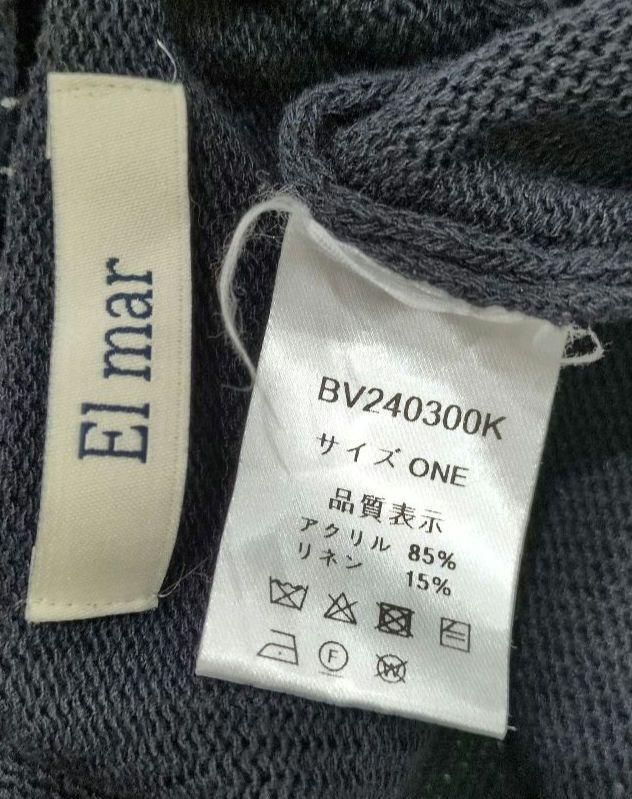 El mar
BV240300K
サイズ ONE
品質表示
アクリル 85%
リネン 15%
F
W